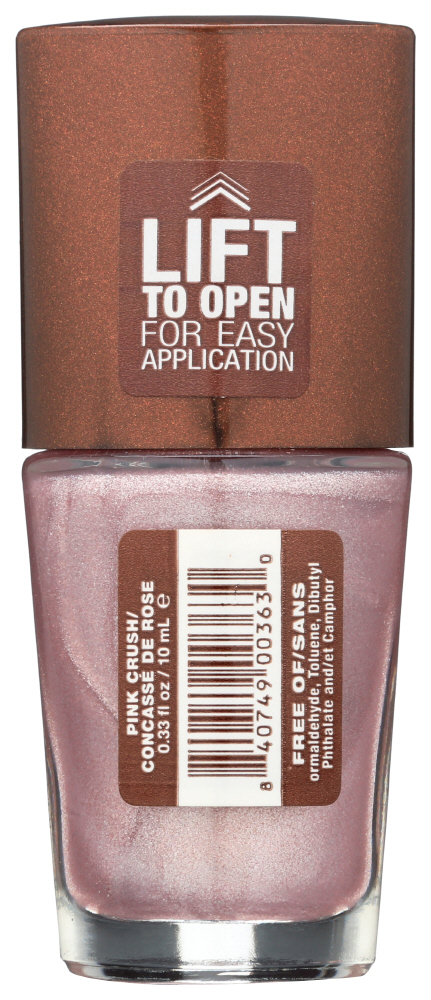 LIFT
TO OPEN
FOR EASY
APPLICATION
PINK CRUSH/
CONCASSÉ DE ROSE
0.33 fl oz / 10 mL e
8 40749 00363 0
FREE OF/SANS
ormaldehyde, Toluene, Dibutyl
Phthalate and/et Camphor